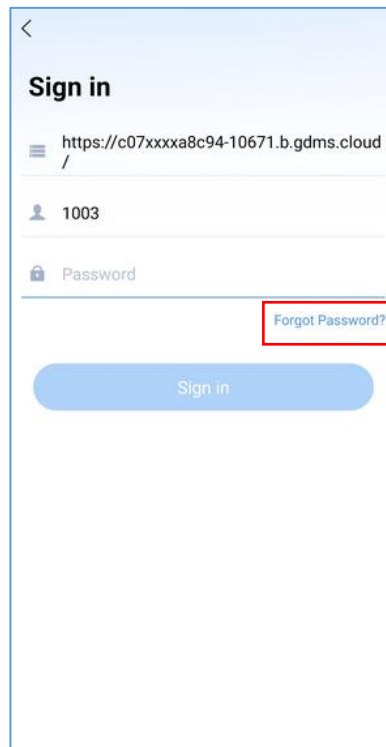 Sign in
https://c07xxxxa8c94-10671.b.gdms.cloud
/
1003
Password
Forgot Password?
Sign in